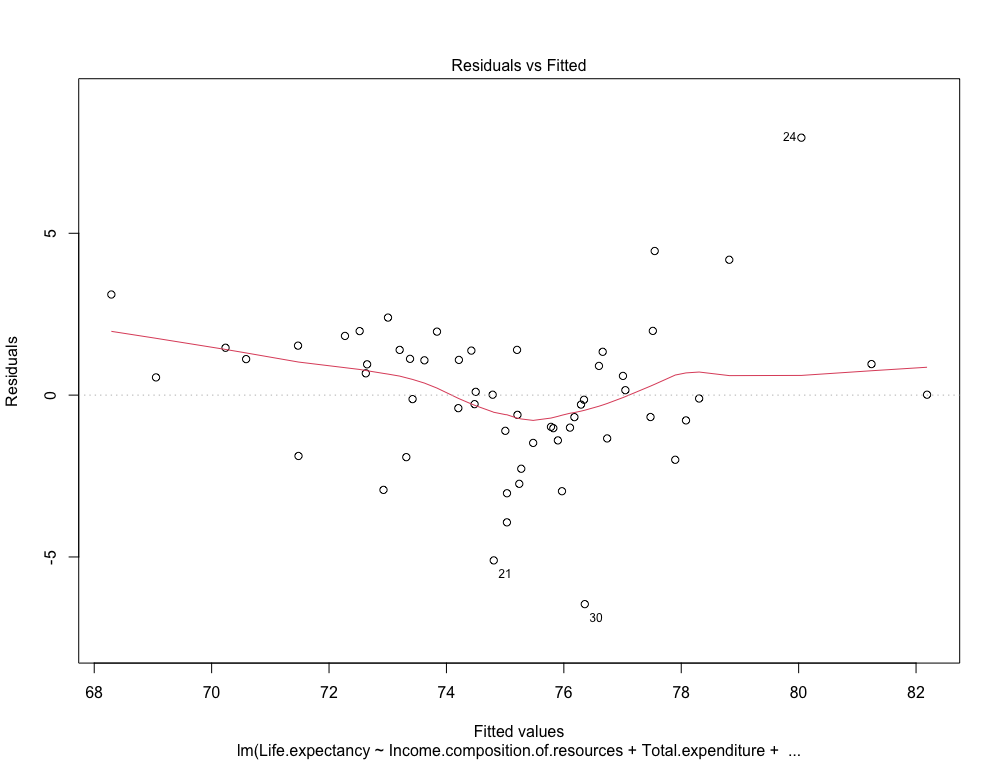 Residuals vs Fitted
24
5
0
-5
21
30
Residuals
68 70 72 74 76 78 80 82
Fitted values
lm(Life.expectancy ~ Income.composition.of.resources + Total.expenditure + ...